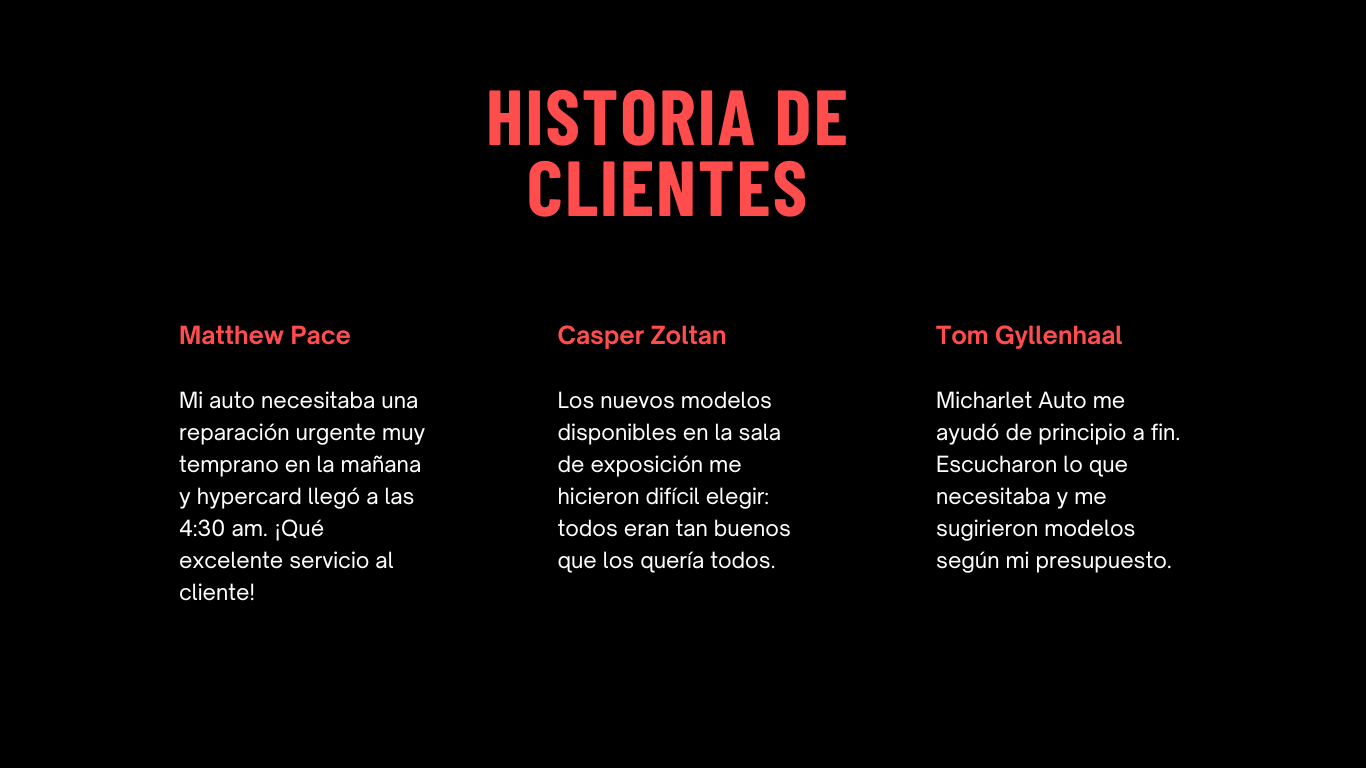 HISTORIA DE
CLIENTES
Matthew Pace
Mi auto necesitaba una
reparación urgente muy
temprano en la mañana
y hypercard llegó a las
4:30 am. ¡Qué
excelente servicio al
cliente!
Casper Zoltan
Los nuevos modelos
disponibles en la sala
de exposición me
hicieron difícil elegir:
todos eran tan buenos
que los quería todos.
Tom Gyllenhaal
Micharlet Auto me
ayudó de principio a fin.
Escucharon lo que
necesitaba y me
sugirieron modelos
según mi presupuesto.